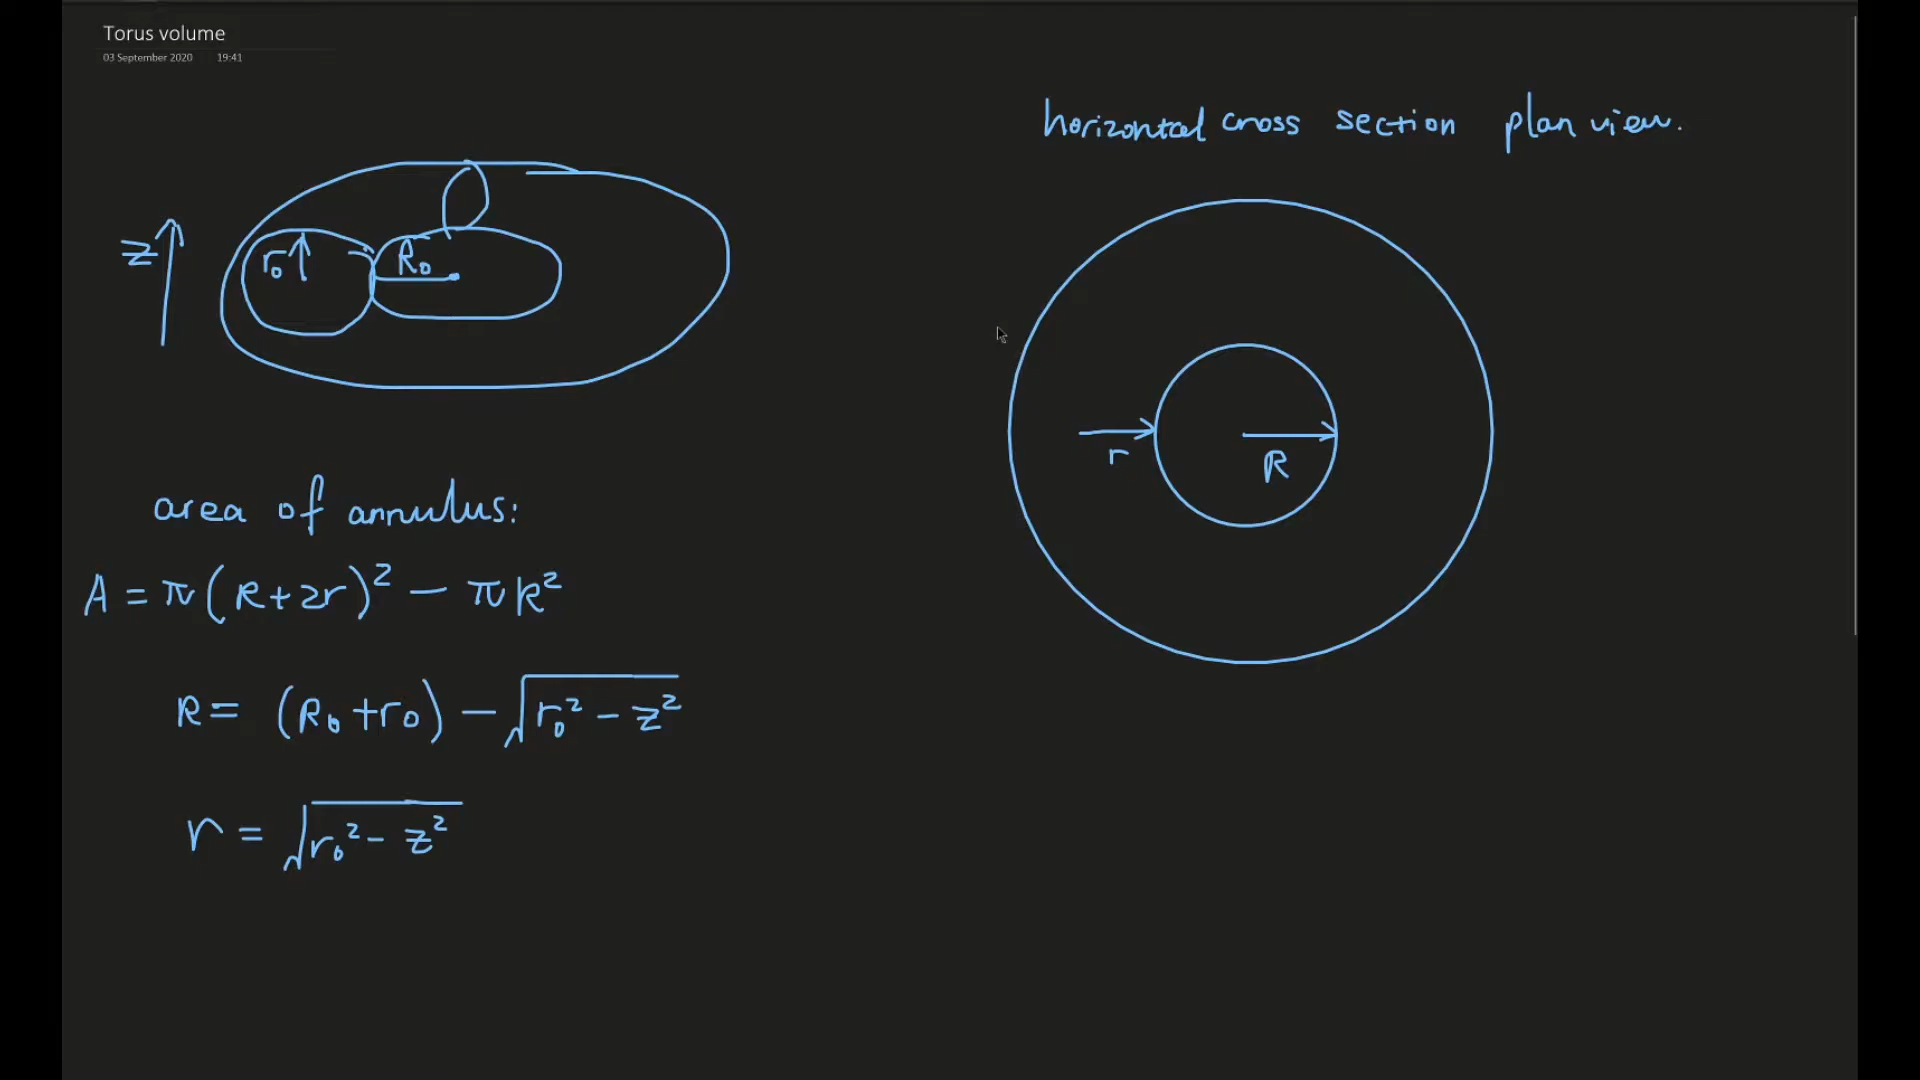 Torus volume
03 September 2020 19:41
horizontal cross section plan view.
z
r₀
R₀
r
R
area of annulus:
A = π(R+2r)² − πR²
R = (R₀+r₀) − √(r₀² − z²)
r = √(r₀² − z²)